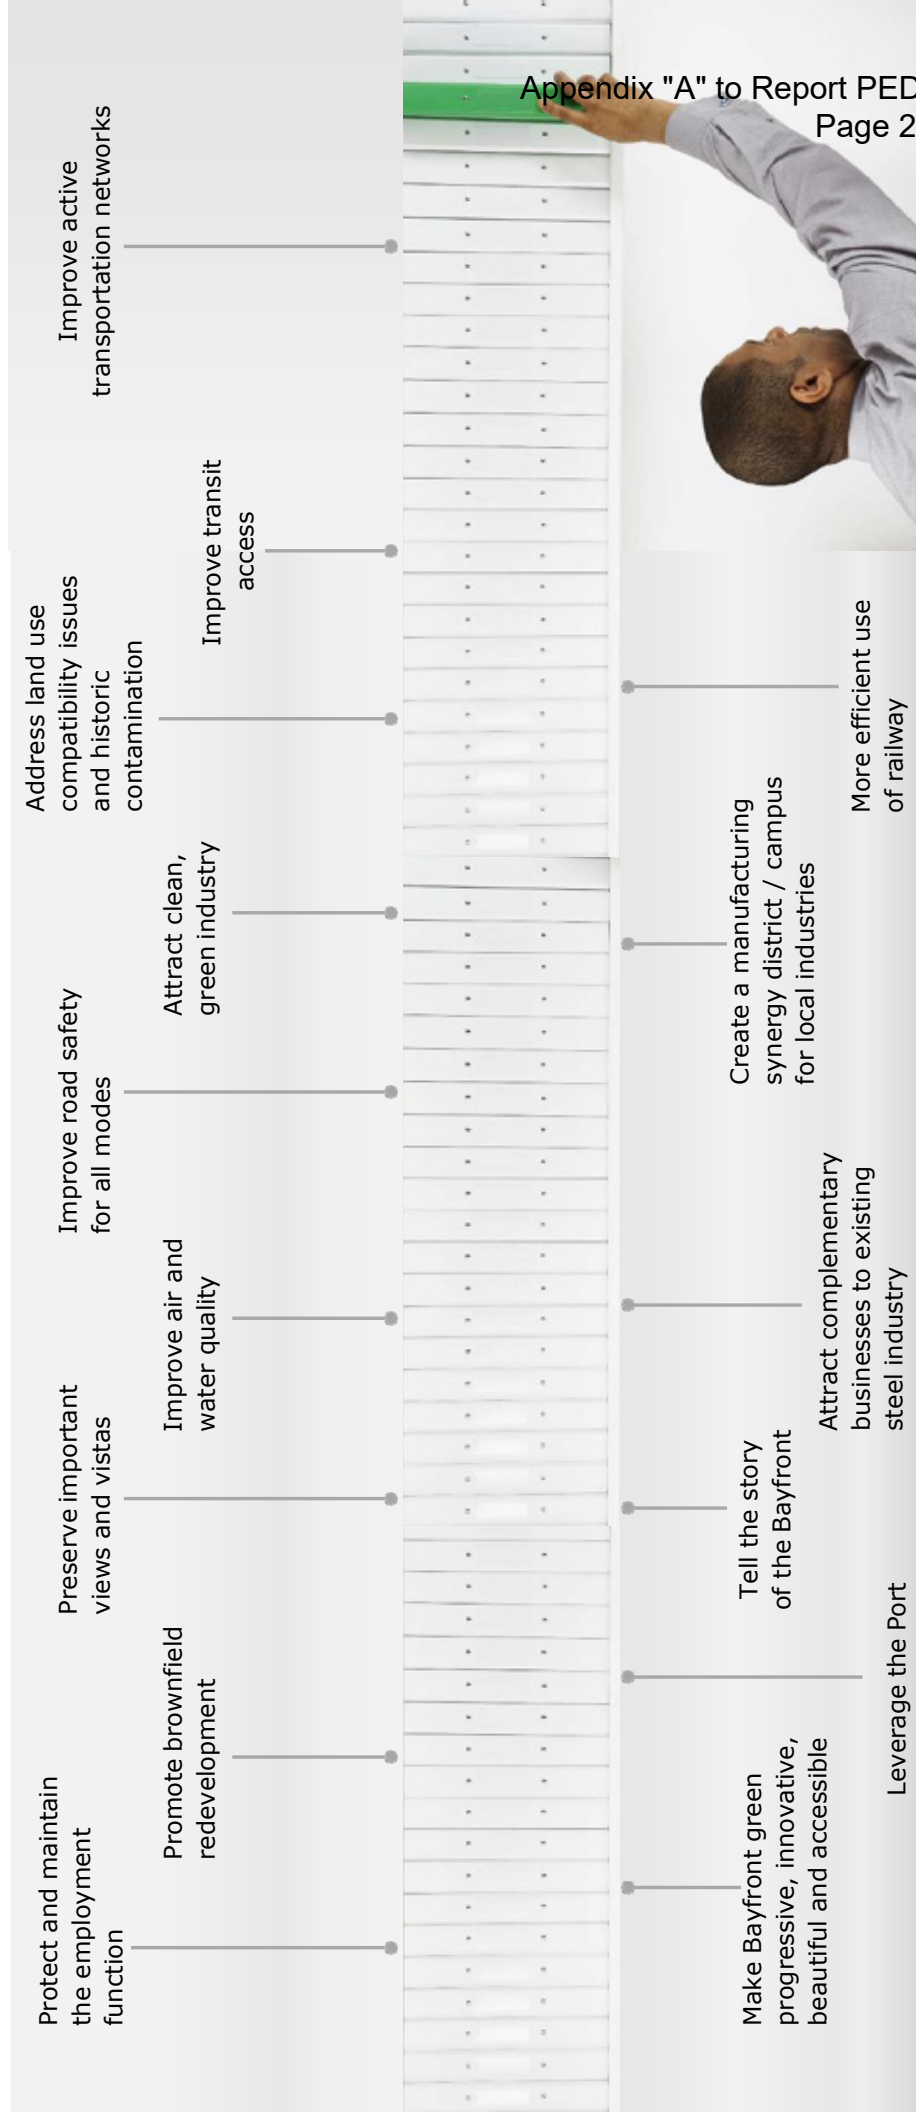 Appendix "A" to Report PED
Page 2
Protect and maintain
the employment
function
Promote brownfield
redevelopment
Preserve important
views and vistas
Improve air and
water quality
Improve road safety
for all modes
Attract clean,
green industry
Address land use
compatibility issues
and historic
contamination
Improve transit
access
Improve active
transportation networks
Make Bayfront green
progressive, innovative,
beautiful and accessible
Leverage the Port
Tell the story
of the Bayfront
Attract complementary
businesses to existing
steel industry
Create a manufacturing
synergy district / campus
for local industries
More efficient use
of railway